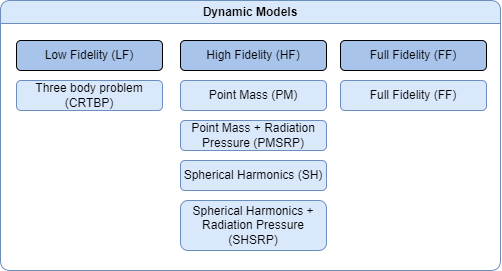 Dynamic Models
Low Fidelity (LF)
High Fidelity (HF)
Full Fidelity (FF)
Three body problem
(CRTBP)
Point Mass (PM)
Full Fidelity (FF)
Point Mass + Radiation
Pressure (PMSRP)
Spherical Harmonics (SH)
Spherical Harmonics +
Radiation Pressure
(SHSRP)